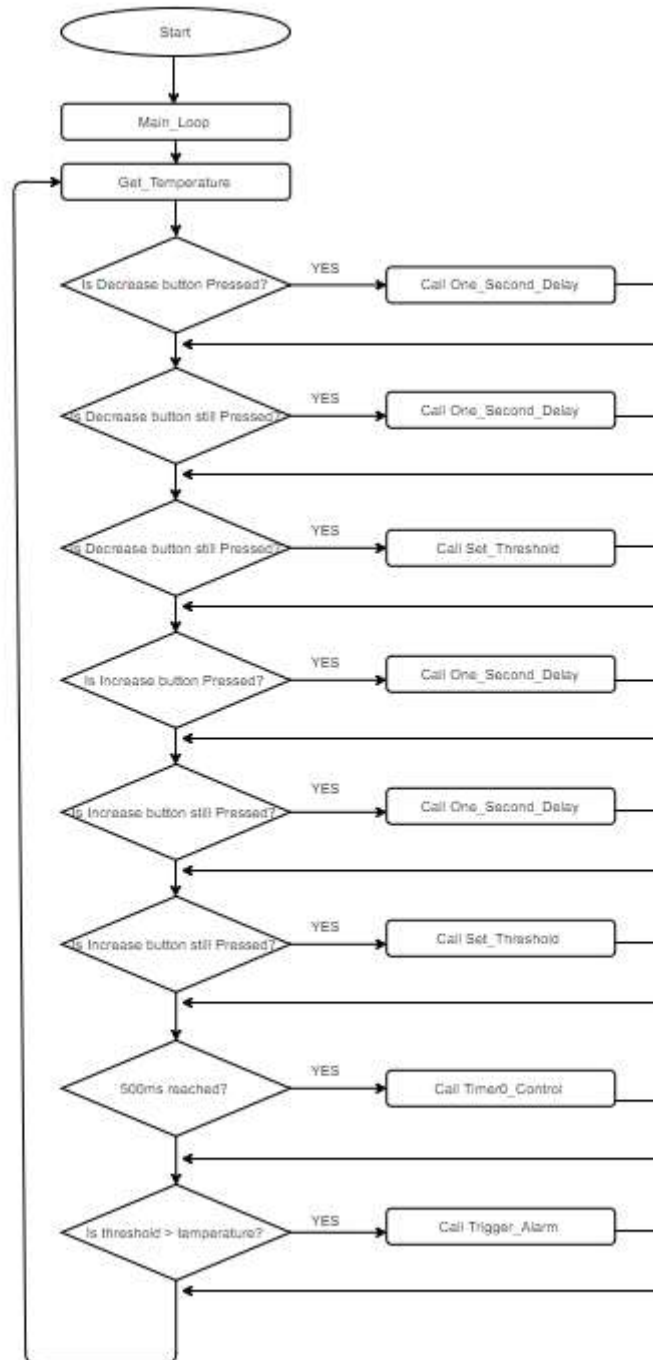 Start
Main_Loop
Get_Temperature
Is Decrease button Pressed?
YES
Call One_Second_Delay
Is Decrease button still Pressed?
YES
Call One_Second_Delay
Is Decrease button still Pressed?
YES
Call Set_Threshold
Is Increase button Pressed?
YES
Call One_Second_Delay
Is Increase button still Pressed?
YES
Call One_Second_Delay
Is Increase button still Pressed?
YES
Call Set_Threshold
500ms reached?
YES
Call Timer0_Control
Is threshold > temperature?
YES
Call Trigger_Alarm